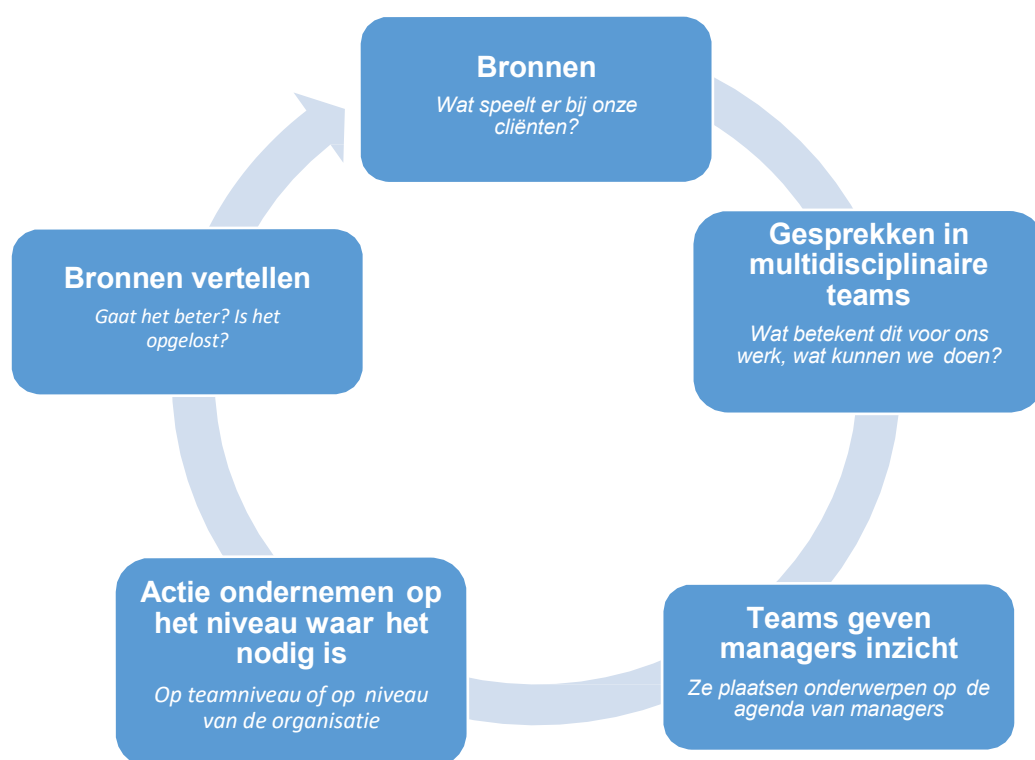 Bronnen
Wat speelt er bij onze
cliënten?
Gesprekken in
multidisciplinaire
teams
Wat betekent dit voor ons
werk, wat kunnen we doen?
Teams geven
managers inzicht
Ze plaatsen onderwerpen op de
agenda van managers
Actie ondernemen op
het niveau waar het
nodig is
Op teamniveau of op niveau
van de organisatie
Bronnen vertellen
Gaat het beter? Is het
opgelost?